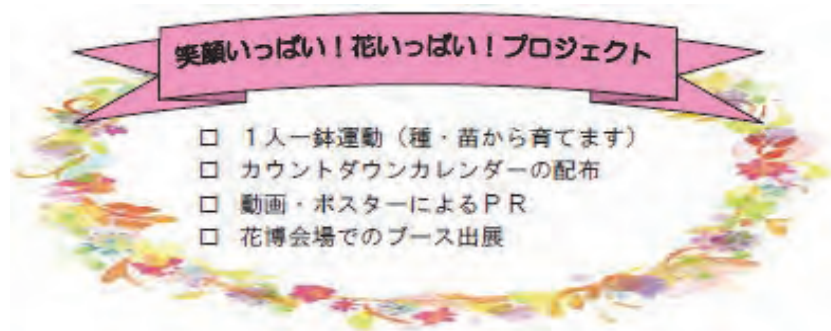 笑顔いっぱい！花いっぱい！プロジェクト
□ １人一鉢運動（種・苗から育てます）
□ カウントダウンカレンダーの配布
□ 動画・ポスターによるＰＲ
□ 花博会場でのブース出展